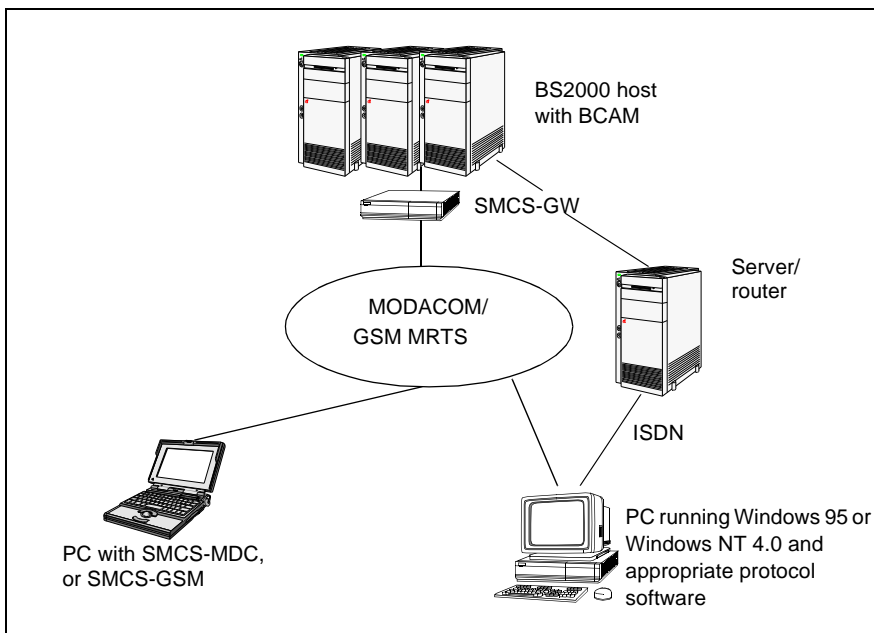 BS2000 host
with BCAM
SMCS-GW
Server/
router
MODACOM/
GSM MRTS
ISDN
PC with SMCS-MDC,
or SMCS-GSM
PC running Windows 95 or
Windows NT 4.0 and
appropriate protocol
software